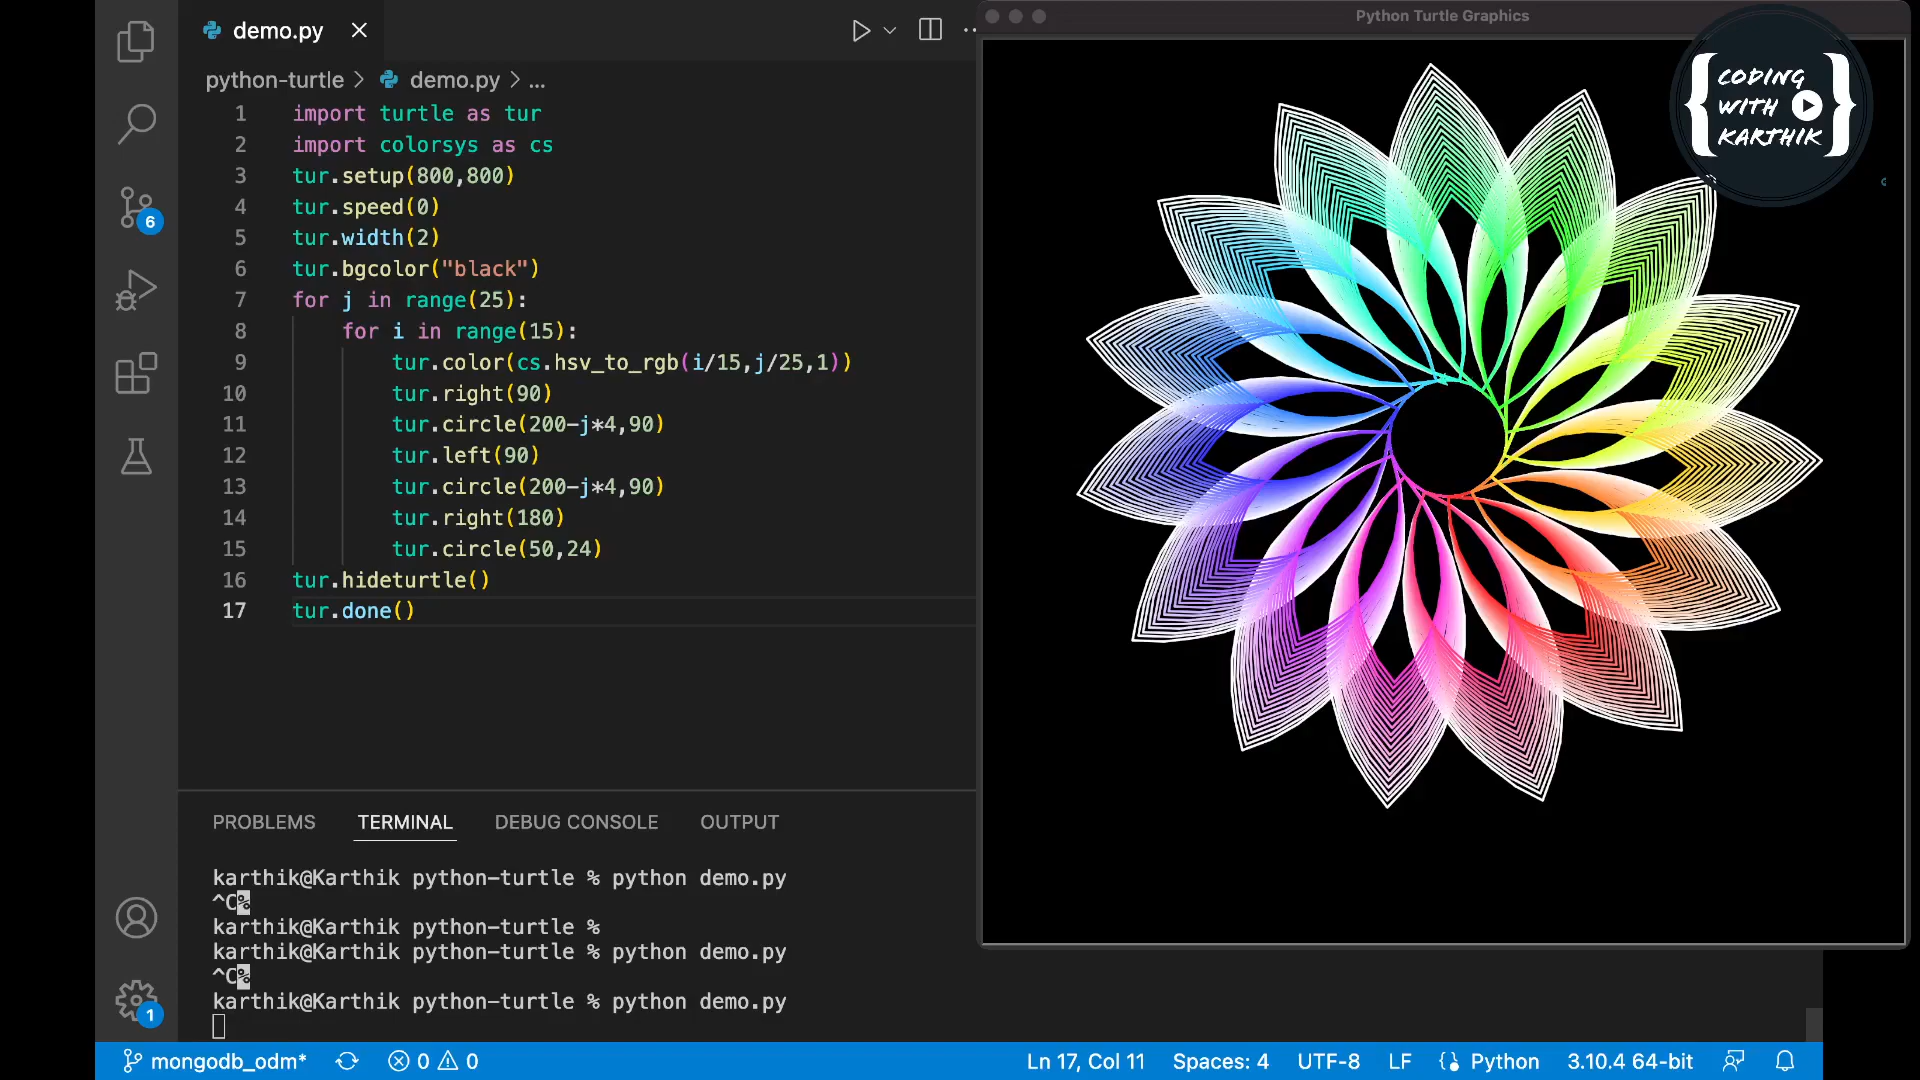 demo.py
python-turtle > demo.py > ...
1 import turtle as tur
2 import colorsys as cs
3 tur.setup(800,800)
4 tur.speed(0)
5 tur.width(2)
6 tur.bgcolor("black")
7 for j in range(25):
8 for i in range(15):
9 tur.color(cs.hsv_to_rgb(i/15,j/25,1))
10 tur.right(90)
11 tur.circle(200-j*4,90)
12 tur.left(90)
13 tur.circle(200-j*4,90)
14 tur.right(180)
15 tur.circle(50,24)
16 tur.hideturtle()
17 tur.done()
6
PROBLEMS TERMINAL DEBUG CONSOLE OUTPUT
karthik@Karthik python-turtle % python demo.py
^C%
karthik@Karthik python-turtle %
karthik@Karthik python-turtle % python demo.py
^C%
karthik@Karthik python-turtle % python demo.py
1
mongodb_odm* 0 0 Ln 17, Col 11 Spaces: 4 UTF-8 LF Python 3.10.4 64-bit
Python Turtle Graphics
CODING
WITH
KARTHIK